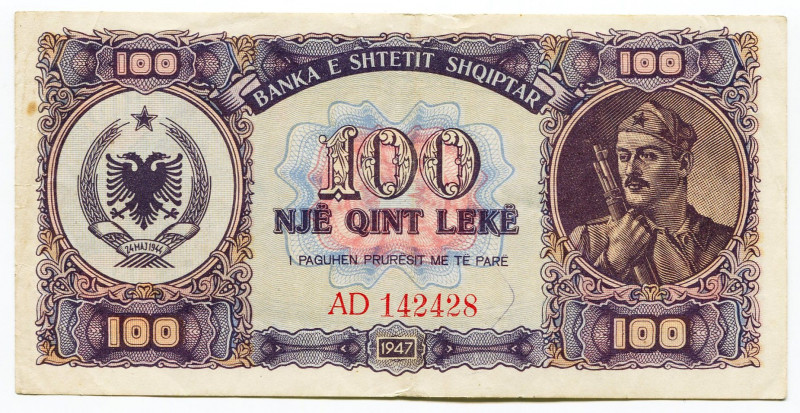 100
100
BANKA E SHTETIT SHQIPTAR
100
NJË QINT LEKË
I PAGUHEN PRURESIT ME TË PARË
24 MAJ 1944
AD 142428
100
1947
100